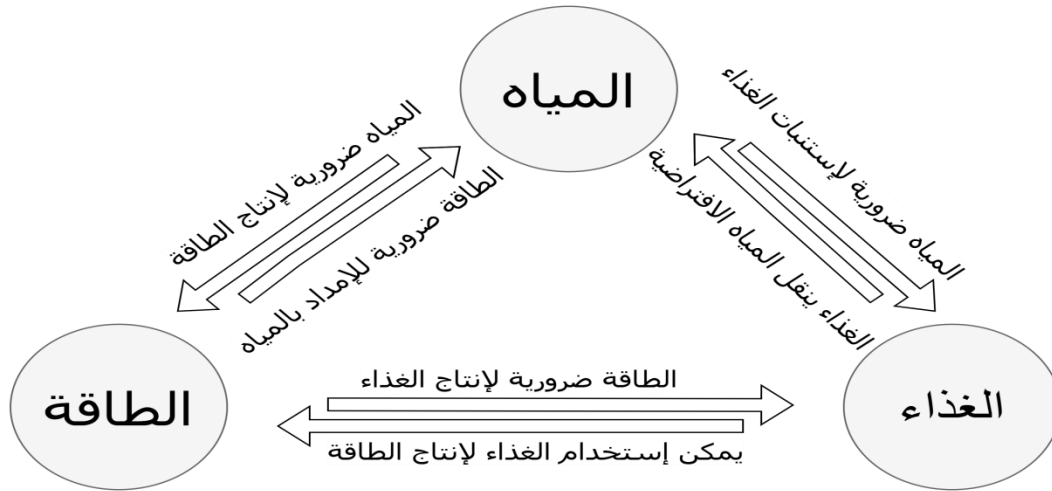 المياه
المياه ضرورية لإنتاج الطاقة
الطاقة ضرورية للإمداد بالمياه
المياه ضرورية لإستنبات الغذاء
الغذاء ينقل المياه الافتراضية
الطاقة
الطاقة ضرورية لإنتاج الغذاء
يمكن إستخدام الغذاء لإنتاج الطاقة
الغذاء